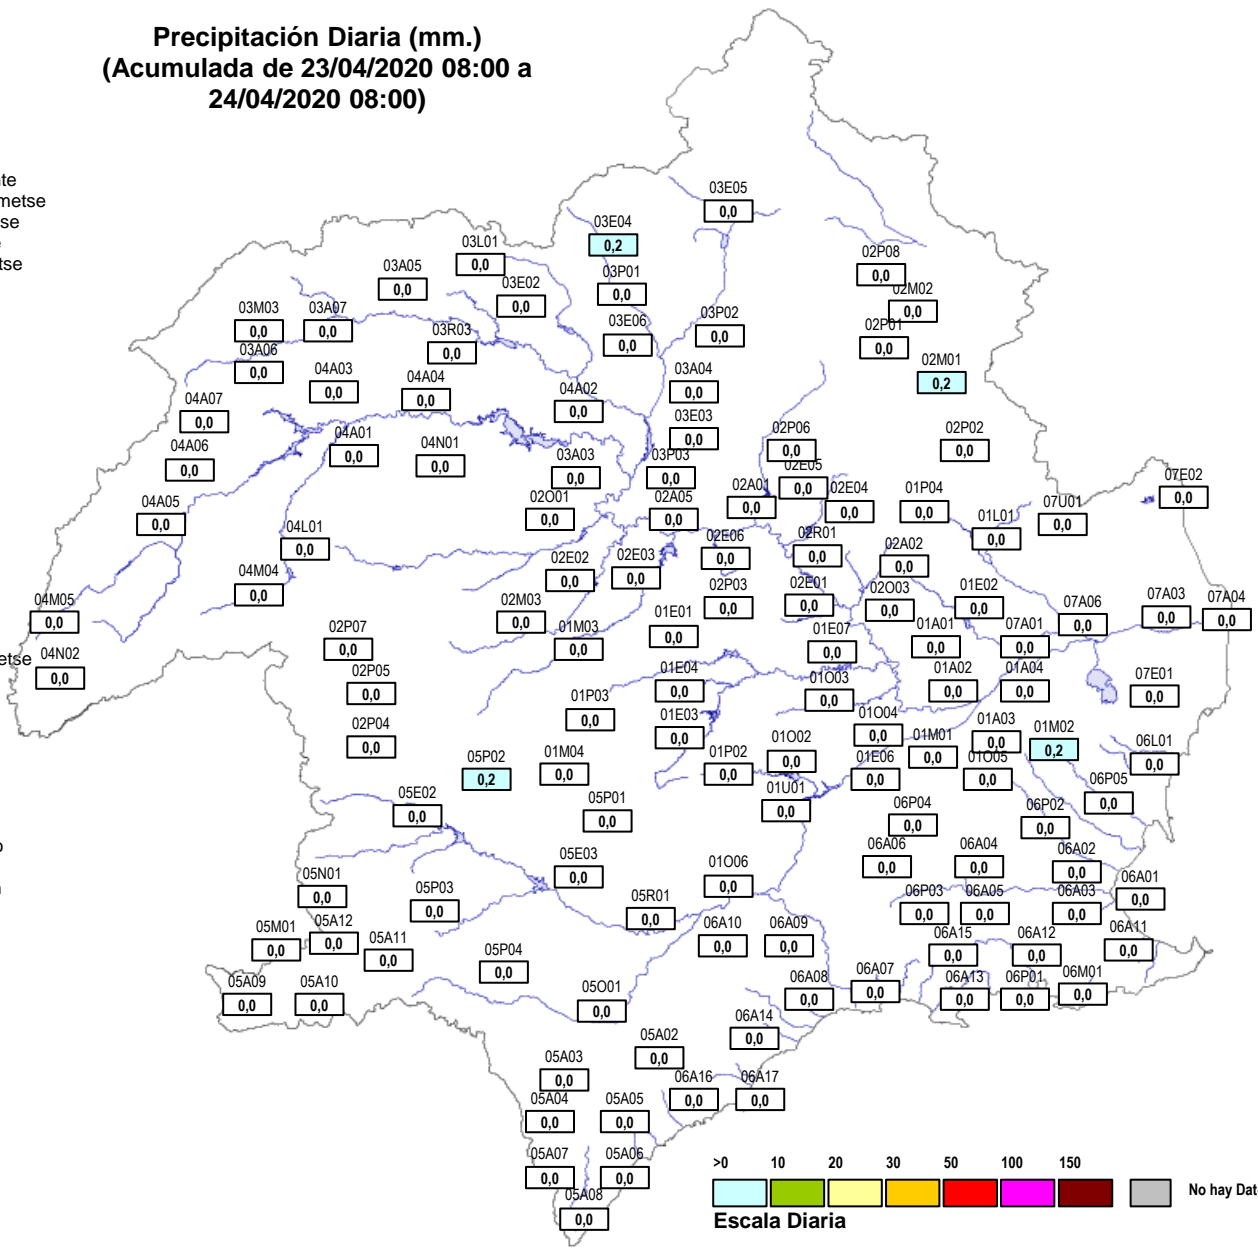 Precipitación Diaria (mm.)
(Acumulada de 23/04/2020 08:00 a
24/04/2020 08:00)
te
metse
se
tse
etse
03E05
0,0
03E04
0,2
03L01
0,0
03A05
0,0
03E02
0,0
03P01
0,0
02P08
0,0
02M02
0,0
03M03
0,0
03A07
0,0
03R03
0,0
03E06
0,0
03P02
0,0
02P01
0,0
03A06
0,0
04A03
0,0
04A04
0,0
04A02
0,0
03A04
0,0
02M01
0,2
04A07
0,0
03E03
0,0
04A01
0,0
04N01
0,0
04A06
0,0
03A03
0,0
03P03
0,0
02P06
0,0
02P02
0,0
02E05
0,0
02A01
0,0
02E04
0,0
01P04
0,0
07E02
0,0
04A05
0,0
02O01
0,0
02A05
0,0
07U01
0,0
01L01
0,0
04L01
0,0
02E06
0,0
02R01
0,0
02A02
0,0
02E02
0,0
02E03
0,0
04M04
0,0
02P03
0,0
02E01
0,0
02O03
0,0
01E02
0,0
04M05
0,0
02M03
0,0
07A06
0,0
07A03
0,0
07A04
0,0
01E01
0,0
02P07
0,0
01M03
0,0
01E07
0,0
01A01
0,0
07A01
0,0
04N02
0,0
02P05
0,0
01E04
0,0
01O03
0,0
01A02
0,0
01A04
0,0
07E01
0,0
01P03
0,0
02P04
0,0
01E03
0,0
01O04
0,0
01A03
0,0
01M02
0,2
01M01
0,0
01O02
0,0
06L01
0,0
05P02
0,2
01M04
0,0
01P02
0,0
01E06
0,0
01O05
0,0
05E02
0,0
05P01
0,0
01U01
0,0
06P05
0,0
06P04
0,0
06P02
0,0
05E03
0,0
01O06
0,0
06A06
0,0
06A04
0,0
06A02
0,0
05N01
0,0
05P03
0,0
05R01
0,0
06P03
0,0
06A05
0,0
06A03
0,0
06A01
0,0
05M01
0,0
05A12
0,0
05A11
0,0
06A10
0,0
06A09
0,0
06A15
0,0
06A12
0,0
06A11
0,0
05P04
0,0
05A09
0,0
05A10
0,0
05O01
0,0
06A08
0,0
06A07
0,0
06A13
0,0
06P01
0,0
06M01
0,0
06A14
0,0
05A02
0,0
05A03
0,0
06A16
0,0
06A17
0,0
05A04
0,0
05A05
0,0
05A07
0,0
05A06
0,0
05A08
0,0
>0 10 20 30 50 100 150
No hay Dat
Escala Diaria